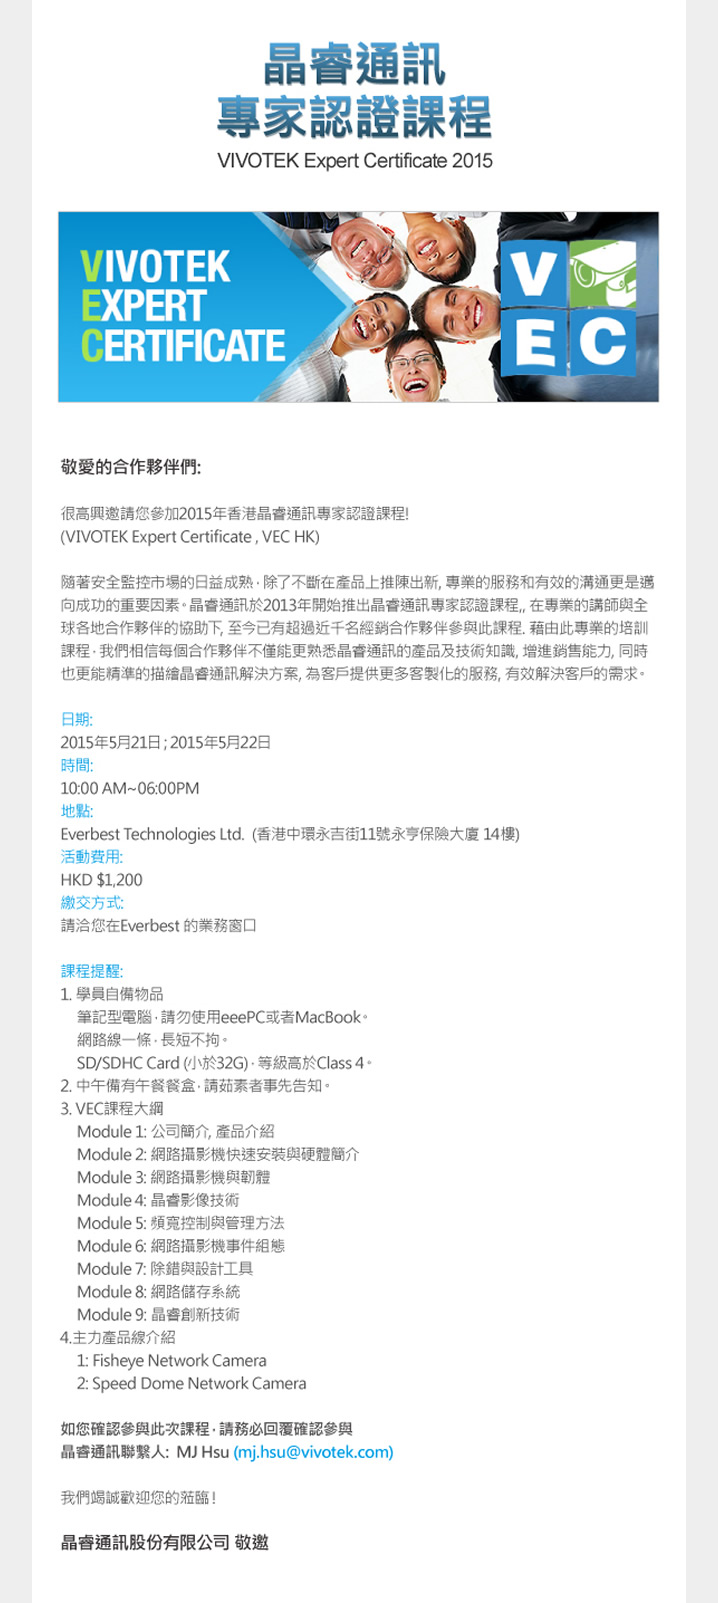 晶睿通訊
專家認證課程
VIVOTEK Expert Certificate 2015
VIVOTEK
EXPERT
CERTIFICATE
V
E C
敬愛的合作夥伴們:
很高興邀請您參加2015年香港晶睿通訊專家認證課程!
(VIVOTEK Expert Certificate , VEC HK)
隨著安全監控市場的日益成熟，除了不斷在產品上推陳出新, 專業的服務和有效的溝通更是邁
向成功的重要因素。晶睿通訊於2013年開始推出晶睿通訊專家認證課程,, 在專業的講師與全
球各地合作夥伴的協助下, 至今已有超過近千名經銷合作夥伴參與此課程. 藉由此專業的培訓
課程，我們相信每個合作夥伴不僅能更熟悉晶睿通訊的產品及技術知識, 增進銷售能力, 同時
也更能精準的描繪晶睿通訊解決方案, 為客戶提供更多客製化的服務, 有效解決客戶的需求。
日期:
2015年5月21日 ; 2015年5月22日
時間:
10:00 AM~06:00PM
地點:
Everbest Technologies Ltd. (香港中環永吉街11號永亨保險大廈 14樓)
活動費用:
HKD $1,200
繳交方式:
請洽您在Everbest 的業務窗口
課程提醒:
1. 學員自備物品
筆記型電腦，請勿使用eeePC或者MacBook。
網路線一條，長短不拘。
SD/SDHC Card (小於32G)，等級高於Class 4。
2. 中午備有午餐餐盒，請茹素者事先告知。
3. VEC課程大綱
Module 1: 公司簡介, 產品介紹
Module 2: 網路攝影機快速安裝與硬體簡介
Module 3: 網路攝影機與韌體
Module 4: 晶睿影像技術
Module 5: 頻寬控制與管理方法
Module 6: 網路攝影機事件組態
Module 7: 除錯與設計工具
Module 8: 網路儲存系統
Module 9: 晶睿創新技術
4.主力產品線介紹
1: Fisheye Network Camera
2: Speed Dome Network Camera
如您確認參與此次課程，請務必回覆確認參與
晶睿通訊聯繫人: MJ Hsu (mj.hsu@vivotek.com)
我們竭誠歡迎您的蒞臨 !
晶睿通訊股份有限公司 敬邀